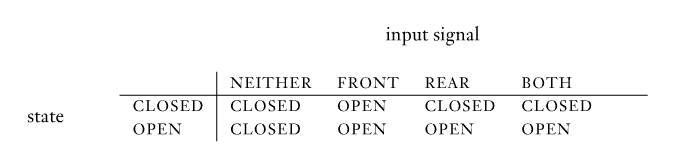 input signal
NEITHER FRONT REAR BOTH
CLOSED CLOSED OPEN CLOSED CLOSED
state
OPEN CLOSED OPEN OPEN OPEN